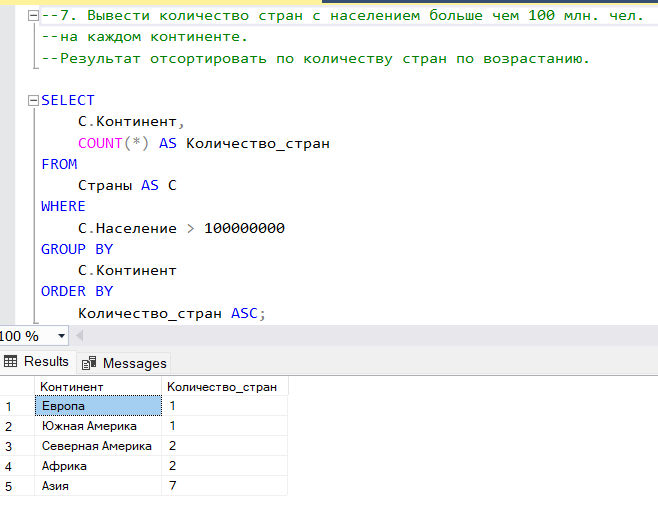 --7. Вывести количество стран с населением больше чем 100 млн. чел.
--на каждом континенте.
--Результат отсортировать по количеству стран по возрастанию.
SELECT
С.Континент,
COUNT(*) AS Количество_стран
FROM
Страны AS С
WHERE
С.Население > 100000000
GROUP BY
С.Континент
ORDER BY
Количество_стран ASC;
100 %
Results Messages
Континент Количество_стран
1 Европа 1
2 Южная Америка 1
3 Северная Америка 2
4 Африка 2
5 Азия 7